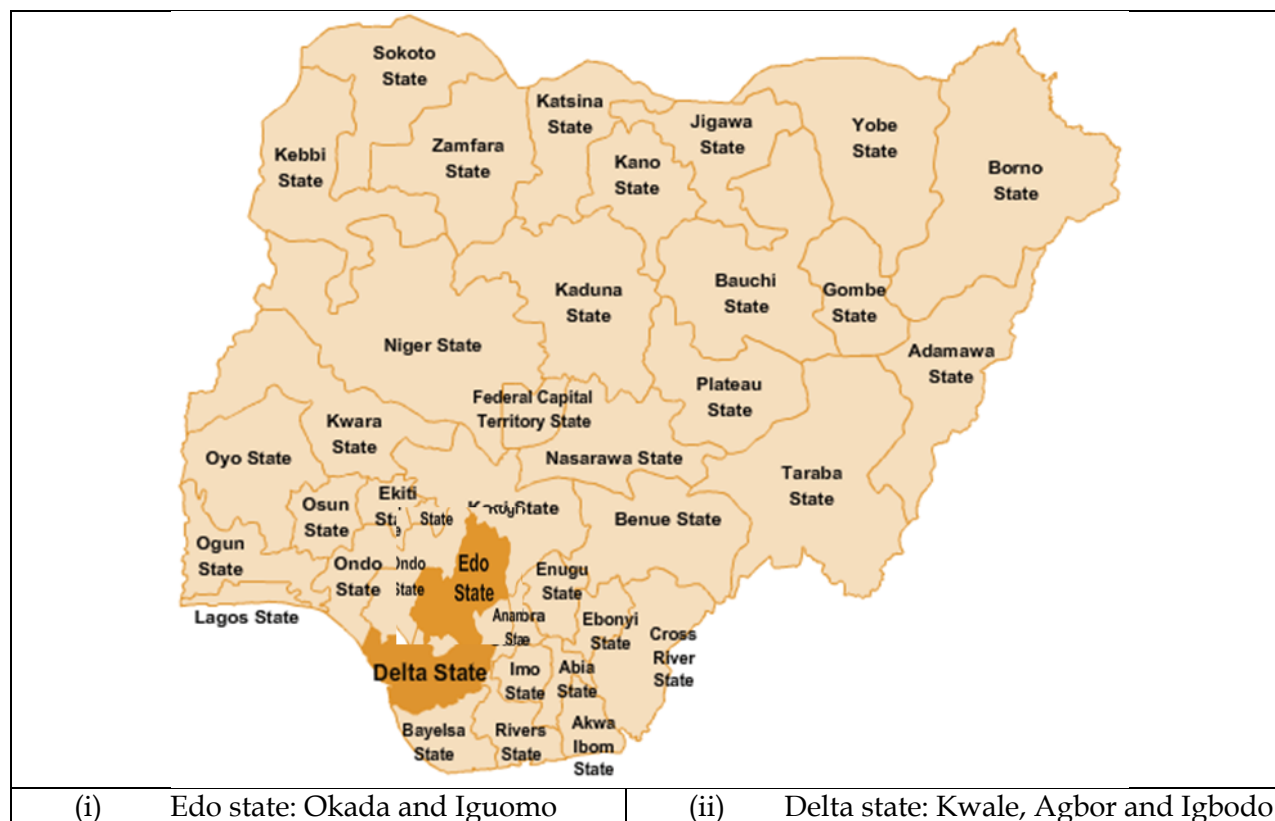 Sokoto
State
Katsina
State
Jigawa
State
Yobe
State
Kebbi
State
Zamfara
State
Kano
State
Borno
State
Kaduna
State
Bauchi
State
Gombe
State
Niger State
Adamawa
State
Plateau
State
Federal Capital
Territory State
Kwara
State
Oyo State
Nasarawa State
Taraba
State
Ekiti
State
Osun
State
State
Benue State
Ogun
State
Ondo
State
State
Edo
State
Enugu
State
Lagos State
Ebonyi
State
Cross
River
State
Delta State
Imo
State
Abia
State
Bayelsa
State
Rivers
State
Akwa
Ibom
State
(i) Edo state: Okada and Iguomo
(ii) Delta state: Kwale, Agbor and Igbodo